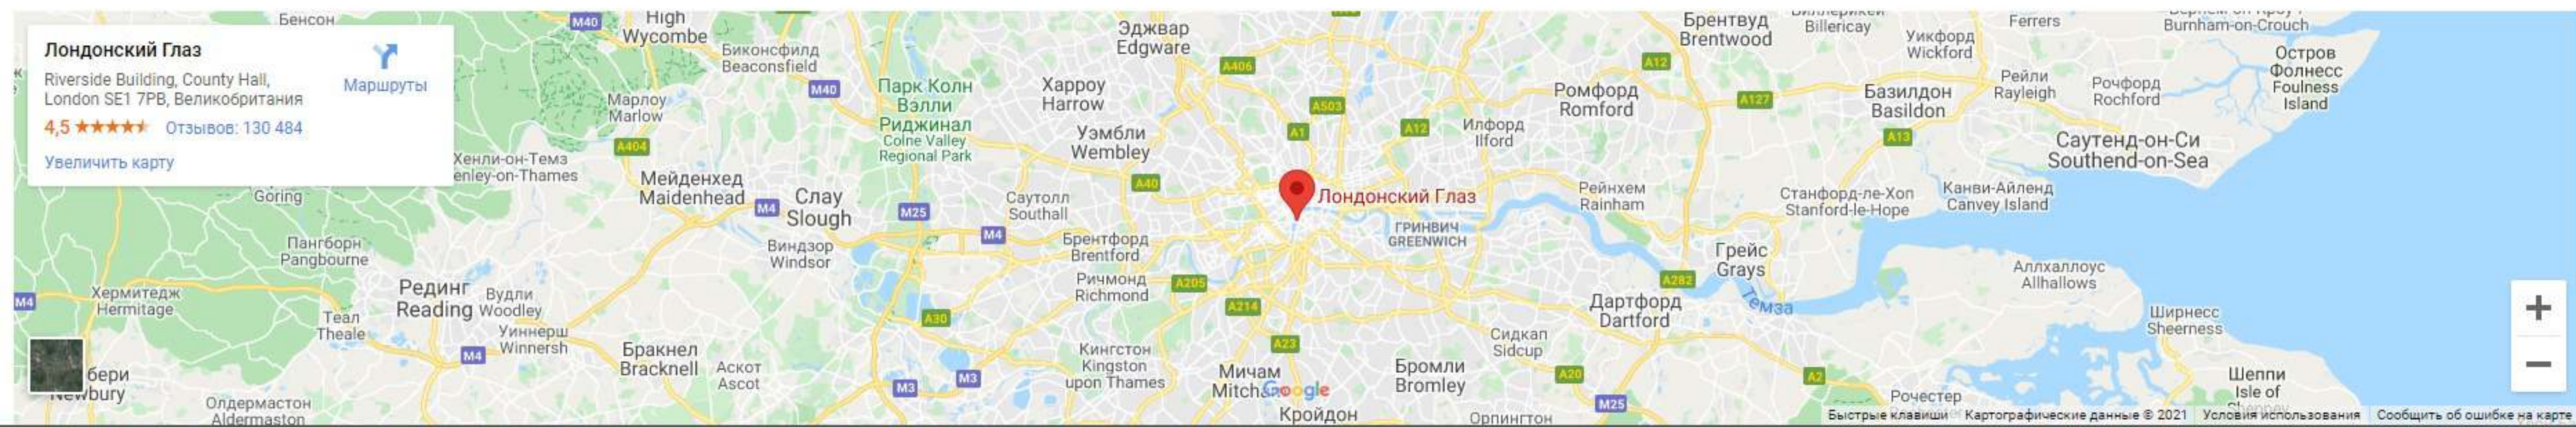 Лондонский Глаз
Riverside Building, County Hall,
London SE1 7PB, Великобритания
4,5
Отзывов: 130 484
Увеличить карту
Маршруты
Бенсон
M40
High
Wycombe
Биконсфилд
Beaconsfield
M40
Марлоу
Marlow
A404
Хенли-он-Темз
enley-on-Thames
Goring
Мейденхед
Maidenhead
M4
Слау
Slough
Парк Колн
Вэлли
Риджинал
Colne Valley
Regional Park
M25
Виндзор
Windsor
Пангборн
Pangbourne
M4
Хермитедж
Hermitage
Рединг
Reading
Вудли
Woodley
Теал
Theale
Уиннерш
Winnersh
M4
бери
Newbury
Олдермастон
Aldermaston
Бракнел
Bracknell
Аскот
Ascot
A30
M3
M3
Эджвар
Edgware
A406
Харроу
Harrow
Уэмбли
Wembley
A503
A1
A12
A40
Саутолл
Southall
M4
Брентфорд
Brentford
Ричмонд
Richmond
A205
A214
A23
Кингстон
Kingston
upon Thames
Мичам
Mitcha
Google
Кройдон
Лондонский Глаз
ГРИНВИЧ
GREENWICH
Илфорд
Ilford
Ромфорд
Romford
A12
Брентвуд
Brentwood
A127
Рейнхем
Rainham
Сидкап
Sidcup
Бромли
Bromley
A20
Орпингтон
M25
Дартфорд
Dartford
A282
Грейс
Grays
Темза
A2
Billericay
Уикфорд
Wickford
Ferrers
Burnham-on-Crouch
Базилдон
Basildon
A13
Рейли
Rayleigh
Рочфорд
Rochford
Остров
Фолнесс
Foulness
Island
Саутенд-он-Си
Southend-on-Sea
Станфорд-ле-Хоп
Stanford-le-Hope
Канви-Айленд
Canvey Island
Аллхаллоус
Allhallows
Ширнесс
Sheerness
Шеппи
Isle of
Рочестер
Быстрые клавиши
Картографические данные © 2021
Условия использования
Сообщить об ошибке на карте